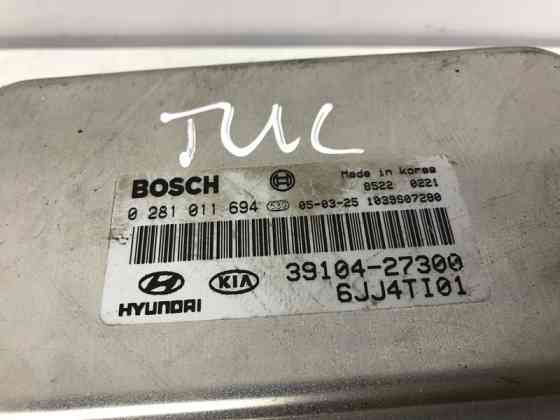 TUC
BOSCH
Made in korea
8522 0221
0 281 011 694 530 05-03-25 1039S07280
39104-27300
HYUNDAI KIA
6JJ4TI01